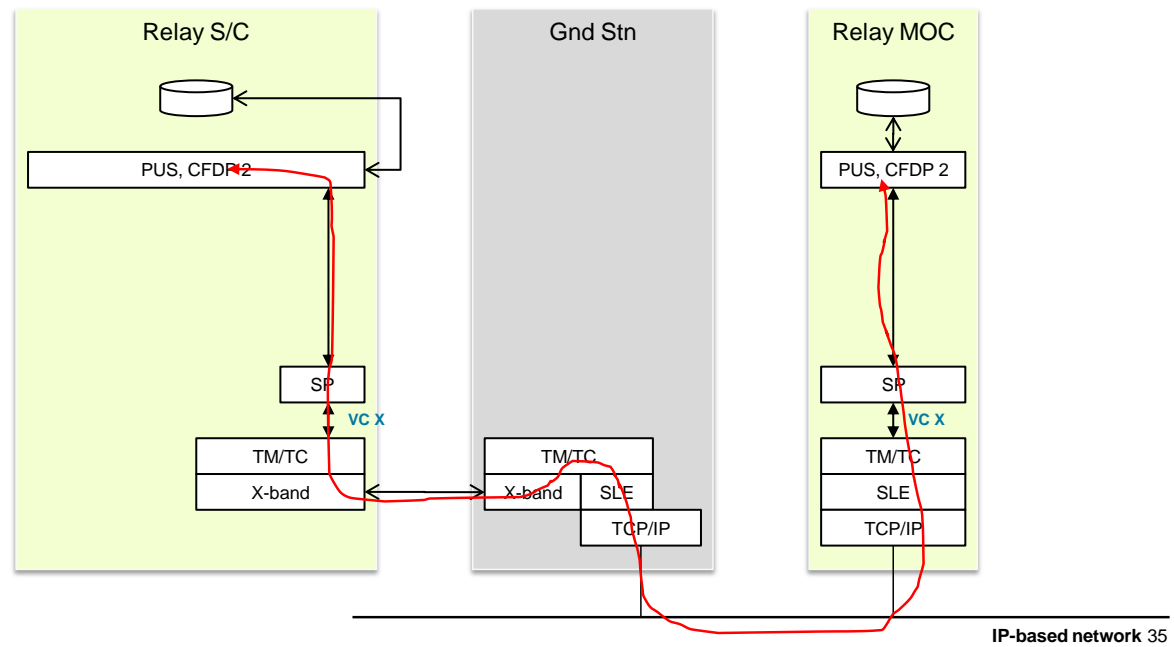 Relay S/C
Gnd Stn
Relay MOC
PUS, CFDP 2
PUS, CFDP 2
SP
SP
VC X
VC X
TM/TC
TM/TC
TM/TC
X-band
X-band
SLE
SLE
TCP/IP
TCP/IP
IP-based network 35